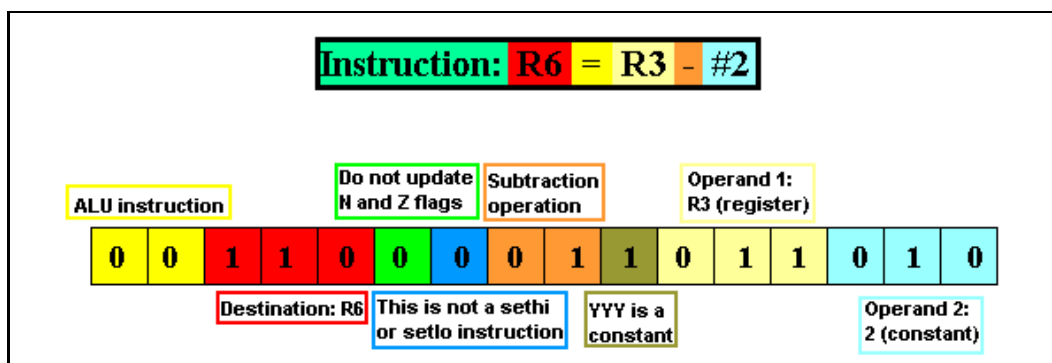 Instruction: R6 = R3 - #2
Do not update
N and Z flags
Subtraction
operation
Operand 1:
R3 (register)
ALU instruction
0 0 1 1 0 0 0 0 1 1 0 1 1 0 1 0
Destination: R6
This is not a sethi
or setlo instruction
YYY is a
constant
Operand 2:
2 (constant)